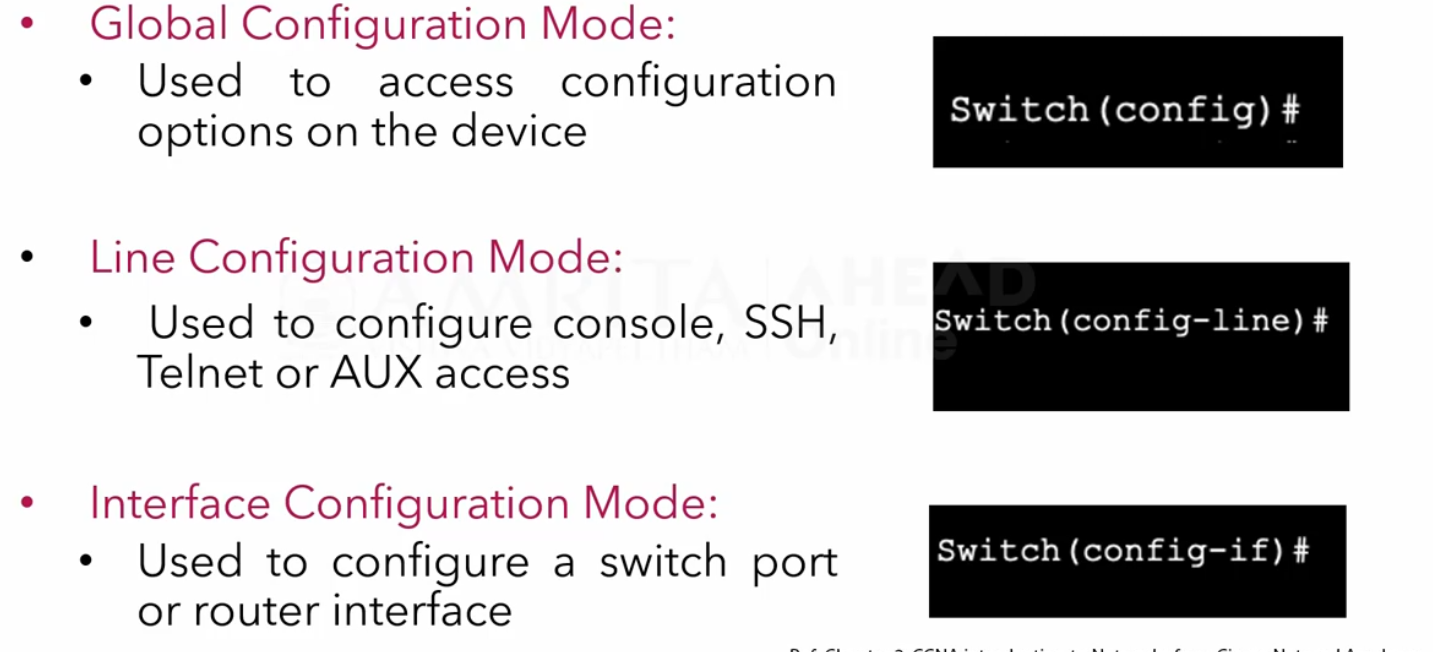 • Global Configuration Mode:
• Used to access configuration
options on the device
Switch(config)#
• Line Configuration Mode:
• Used to configure console, SSH,
Telnet or AUX access
Switch(config-line)#
AMRITA AHEAD
Online
• Interface Configuration Mode:
• Used to configure a switch port
or router interface
Switch(config-if)#